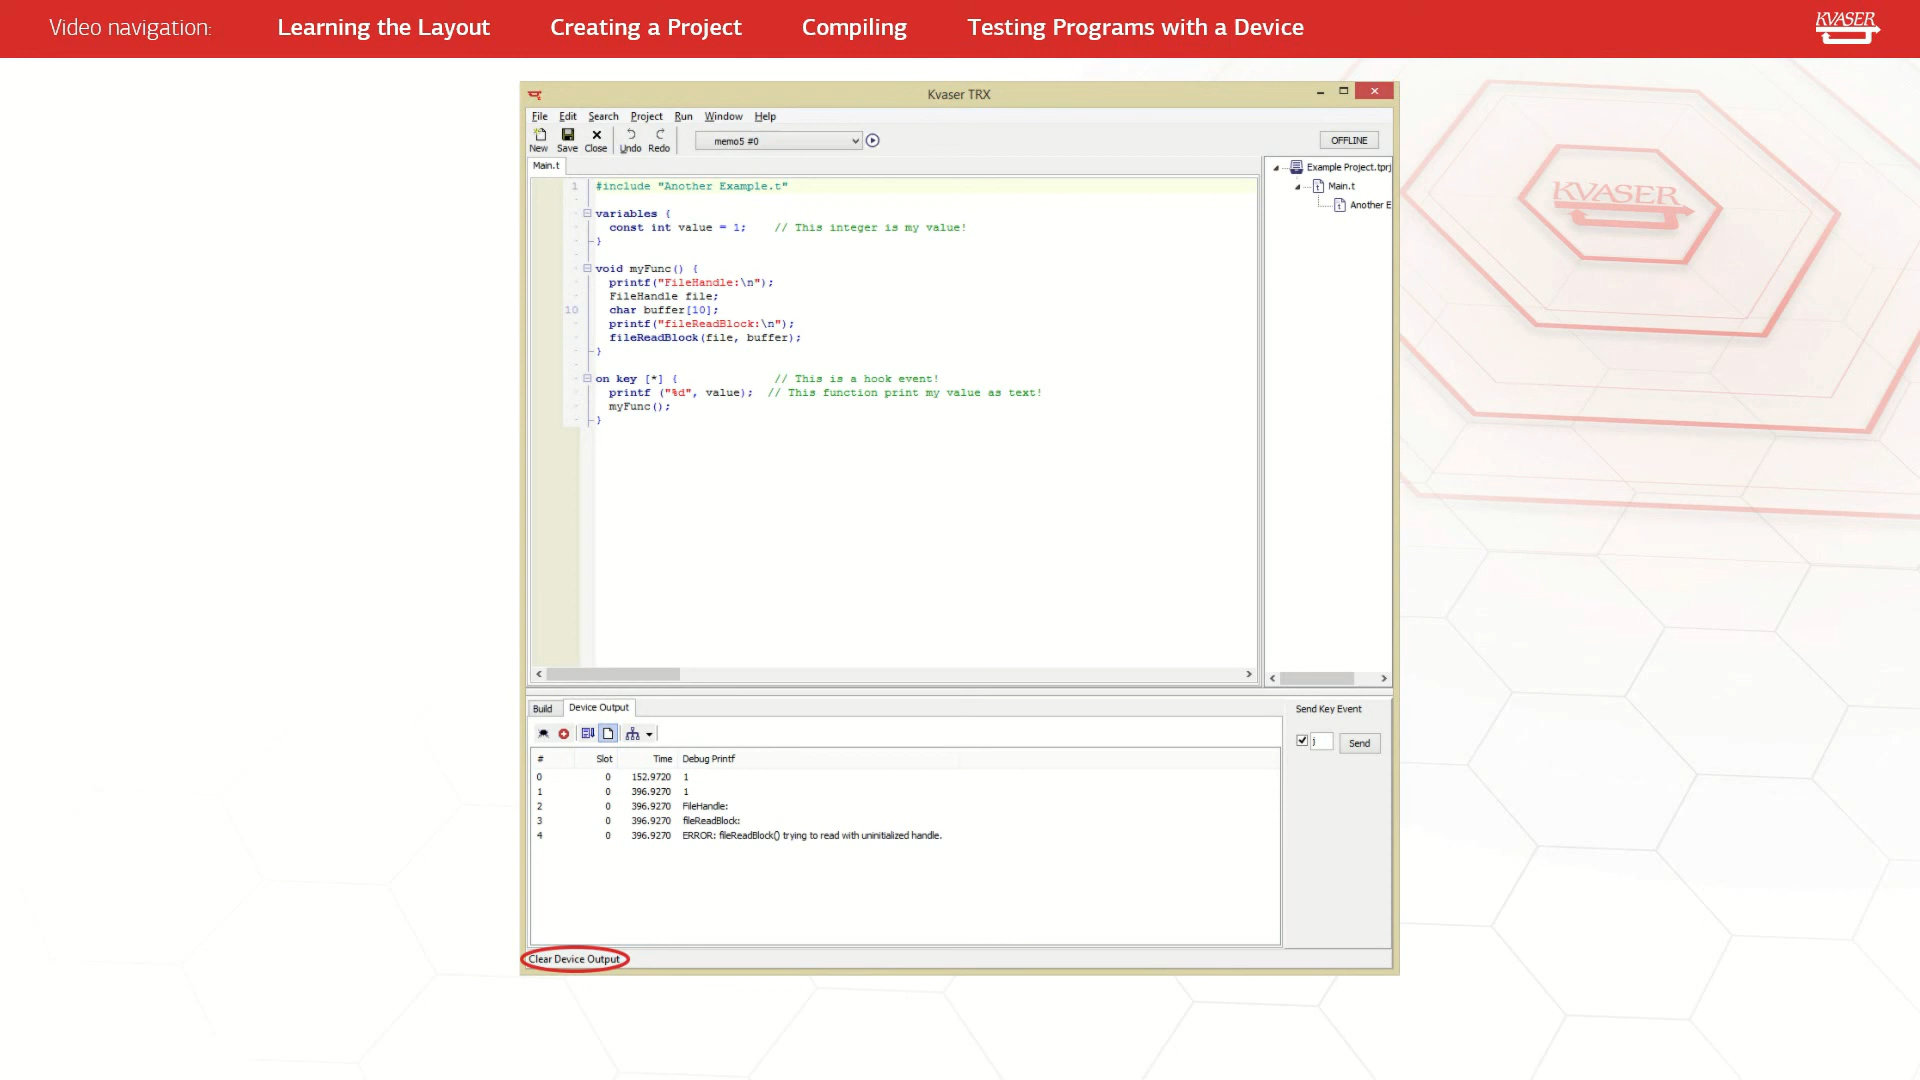 Video navigation: Learning the Layout Creating a Project Compiling Testing Programs with a Device KVASER
Kvaser TRX
File Edit Search Project Run Window Help
New Save Close Undo Redo memo5 #0 OFFLINE
Main.t
1 #include "Another Example.t"
variables {
const int value = 1; // This integer is my value!
}
void myFunc() {
printf("FileHandle:\n");
FileHandle file;
10 char buffer[10];
printf("fileReadBlock:\n");
fileReadBlock(file, buffer);
}
on key [*] { // This is a hook event!
printf ("%d", value); // This function print my value as text!
myFunc();
}
Example Project.tprj
Main.t
Another E
KVASER
Build Device Output
Send Key Event
j Send
# Slot Time Debug Printf
0 0 152.9720 1
1 0 396.9270 1
2 0 396.9270 FileHandle:
3 0 396.9270 fileReadBlock:
4 0 396.9270 ERROR: fileReadBlock() trying to read with uninitialized handle.
Clear Device Output